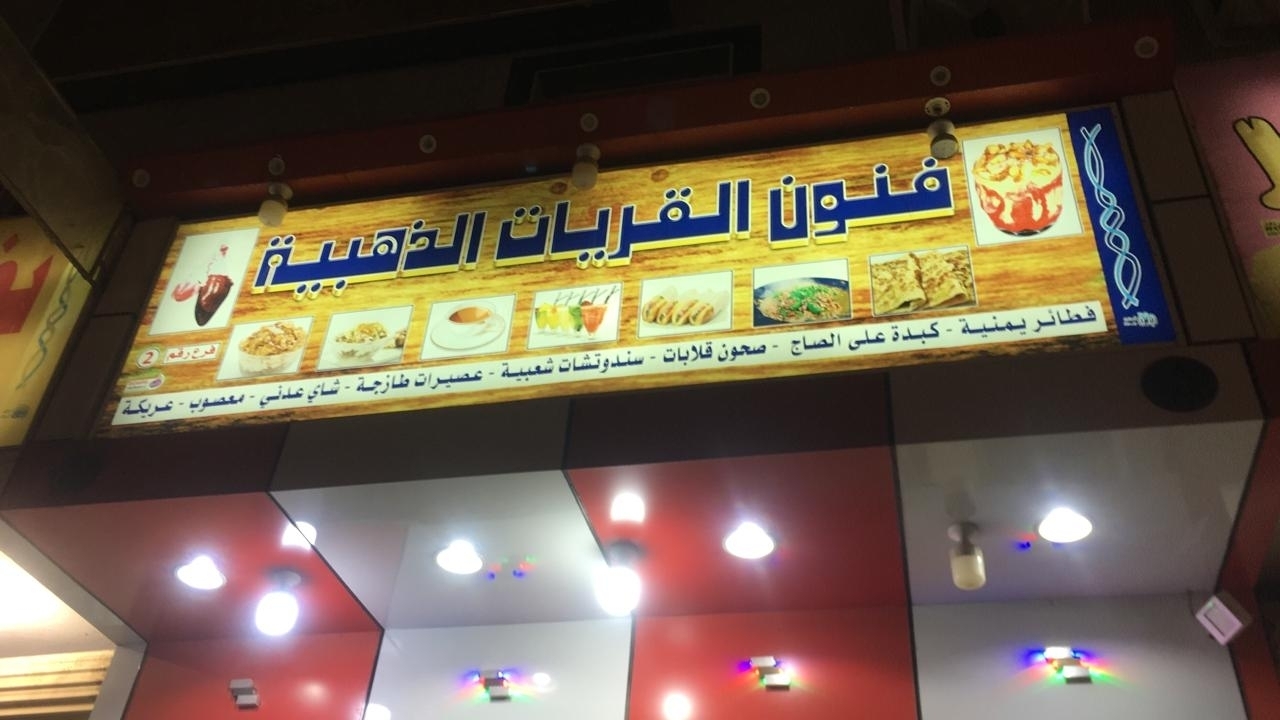 فنون القريات الذهبية
فطائر يمنية - كبدة على الصاج - صحون قلابات - سندوتشات شعبية - عصيرات طازجة - شاي عدني - معصوب - عريكة
فرع رقم 2